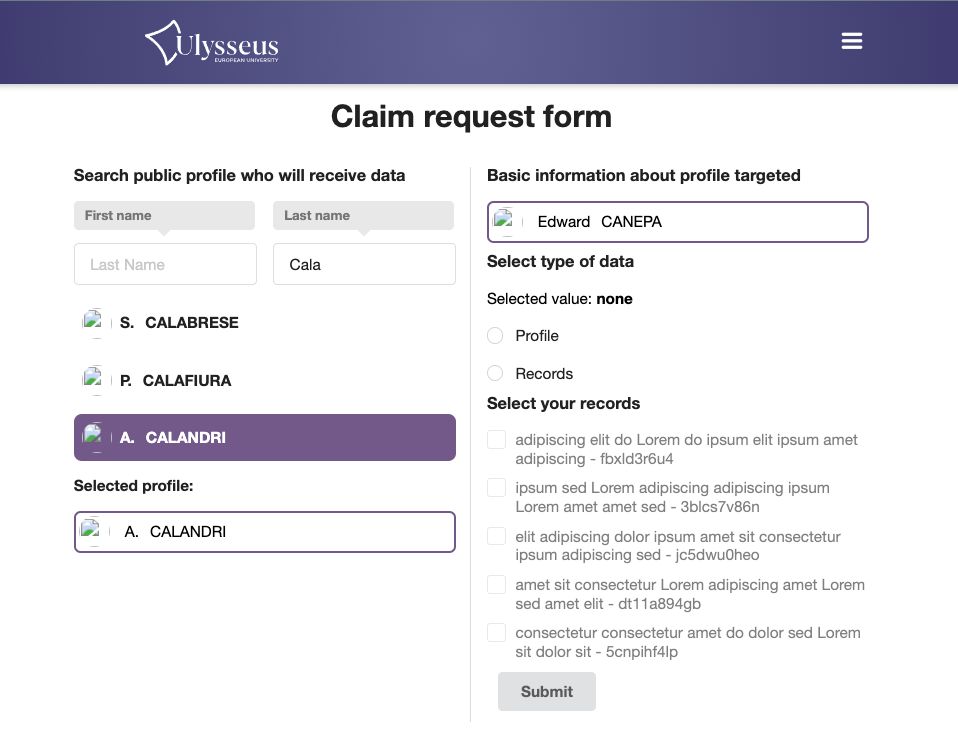 Ulysseus
EUROPEAN UNIVERSITY
Claim request form
Search public profile who will receive data
First name
Last name
Last Name
Cala
S. CALABRESE
P. CALAFIURA
A. CALANDRI
Selected profile:
A. CALANDRI
Basic information about profile targeted
Edward CANEPA
Select type of data
Selected value: none
Profile
Records
Select your records
adipiscing elit do Lorem do ipsum elit ipsum amet
adipiscing - fbxld3r6u4
ipsum sed Lorem adipiscing adipiscing ipsum
Lorem amet amet sed - 3blcs7v86n
elit adipiscing dolor ipsum amet sit consectetur
ipsum adipiscing sed - jc5dwu0heo
amet sit consectetur Lorem adipiscing amet Lorem
sed amet elit - dt11a894gb
consectetur consectetur amet do dolor sed Lorem
sit dolor sit - 5cnpihf4lp
Submit